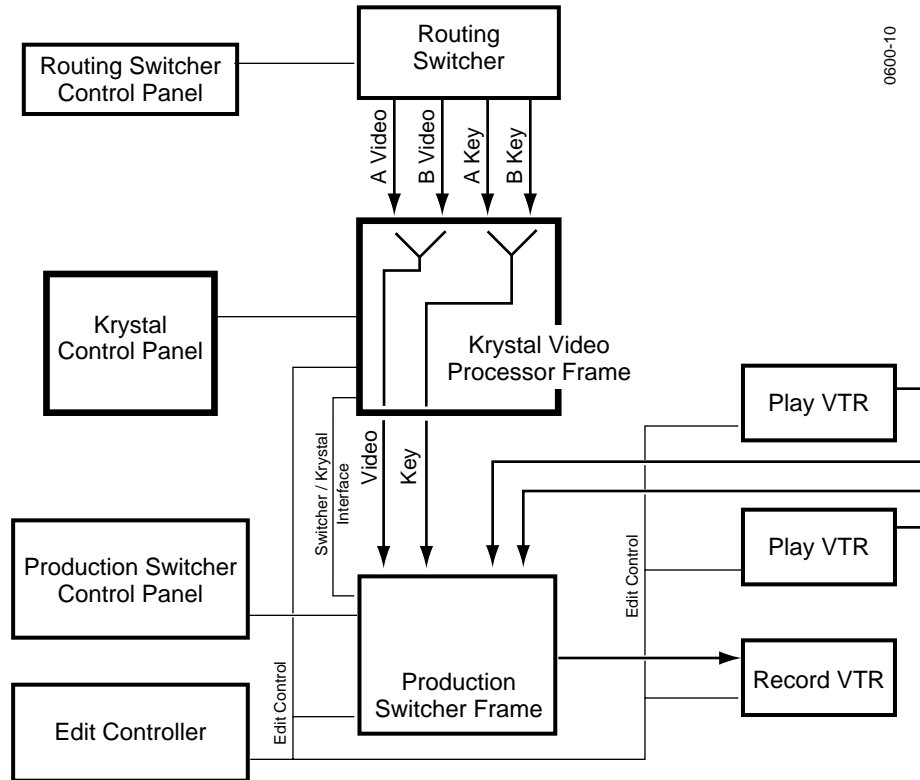 Routing Switcher
Control Panel
Routing
Switcher
0600-10
A Video
B Video
A Key
B Key
Krystal
Control Panel
Krystal Video
Processor Frame
Switcher / Krystal
Interface
Video
Key
Play VTR
Play VTR
Edit Control
Production Switcher
Control Panel
Production
Switcher Frame
Record VTR
Edit Controller
Edit Control